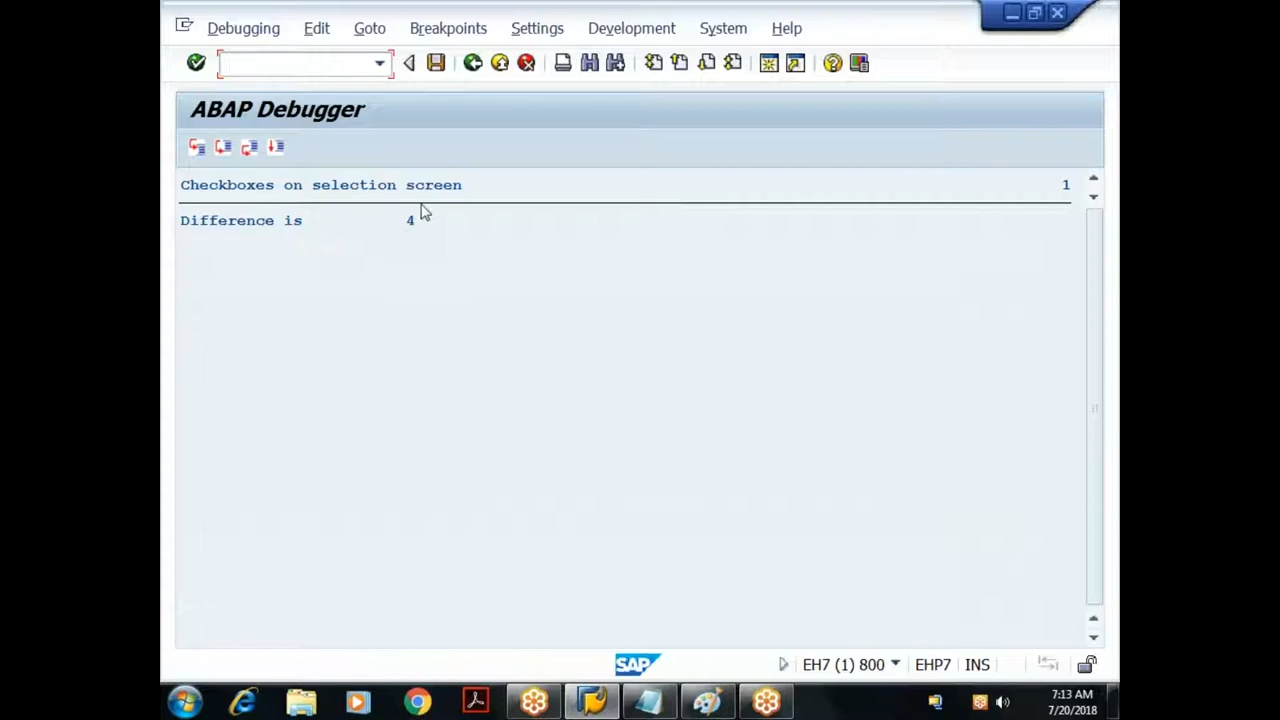 Debugging Edit Goto Breakpoints Settings Development System Help
ABAP Debugger
Checkboxes on selection screen 1
Difference is 4
SAP EH7 (1) 800 EHP7 INS
7:13 AM
7/20/2018